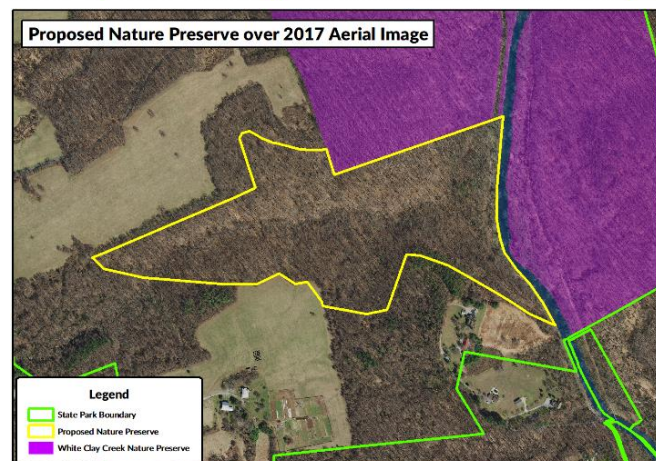 Proposed Nature Preserve over 2017 Aerial Image
Legend
State Park Boundary
Proposed Nature Preserve
White Clay Creek Nature Preserve